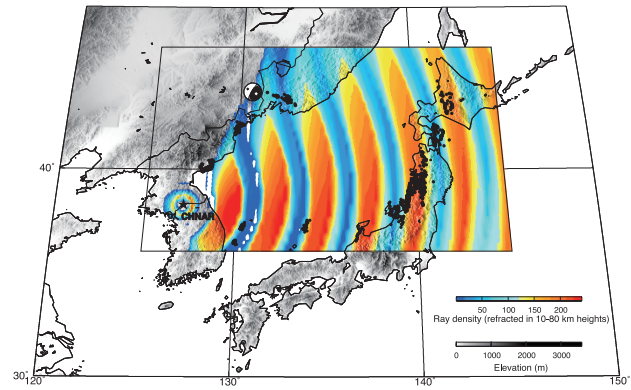 40°
CHNAR
50 100 150 200
Ray density (refracted in 10-80 km heights)
0 1000 2000 3000
Elevation (m)
30°
120° 130° 140° 150°